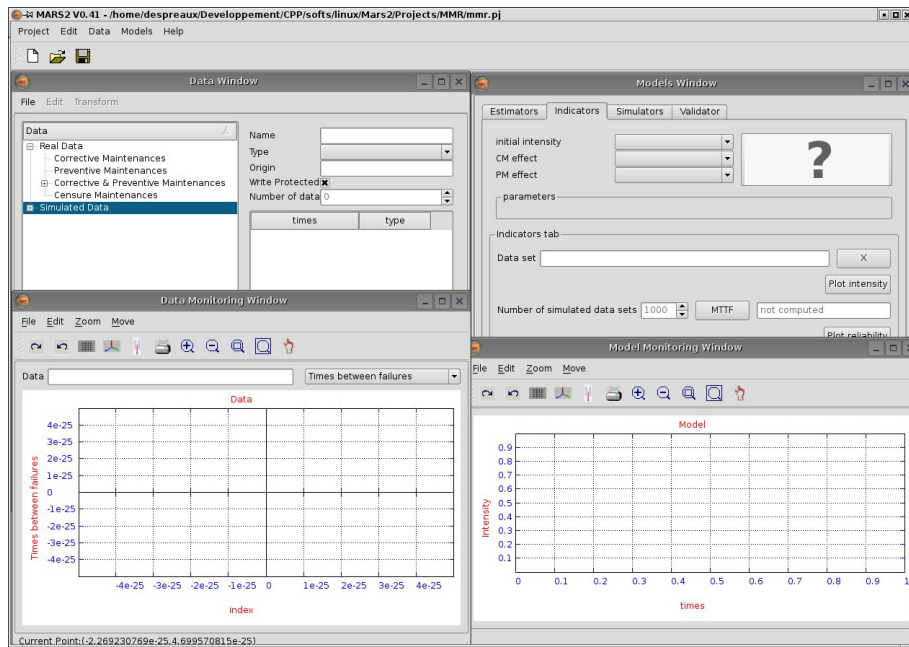 MARS2 V0.41 - /home/despreaux/Developpement/CPP/softs/linux/Mars2/Projects/MMR/mmr.pj
Project Edit Data Models Help
Data Window
File Edit Transform
Data
Real Data
Corrective Maintenances
Preventive Maintenances
Corrective & Preventive Maintenances
Censure Maintenances
Simulated Data
Name
Type
Origin
Write Protected
Number of data 0
times type
Models Window
Estimators Indicators Simulators Validator
initial intensity
CM effect
PM effect
?
parameters
Indicators tab
Data set X
Plot intensity
Number of simulated data sets 1000 MTTF not computed
Plot reliability
Data Monitoring Window
File Edit Zoom Move
Data Times between failures
Data
4e-25
3e-25
2e-25
1e-25
0
-1e-25
-2e-25
-3e-25
-4e-25
Times between failures
-4e-25 -3e-25 -2e-25 -1e-25 0 1e-25 2e-25 3e-25 4e-25
index
Current Point:(-2.269230769e-25,4.699570815e-25)
Model Monitoring Window
File Edit Zoom Move
Model
0.9
0.8
0.7
0.6
0.5
0.4
0.3
0.2
0.1
Intensity
0 0.1 0.2 0.3 0.4 0.5 0.6 0.7 0.8 0.9 1
times